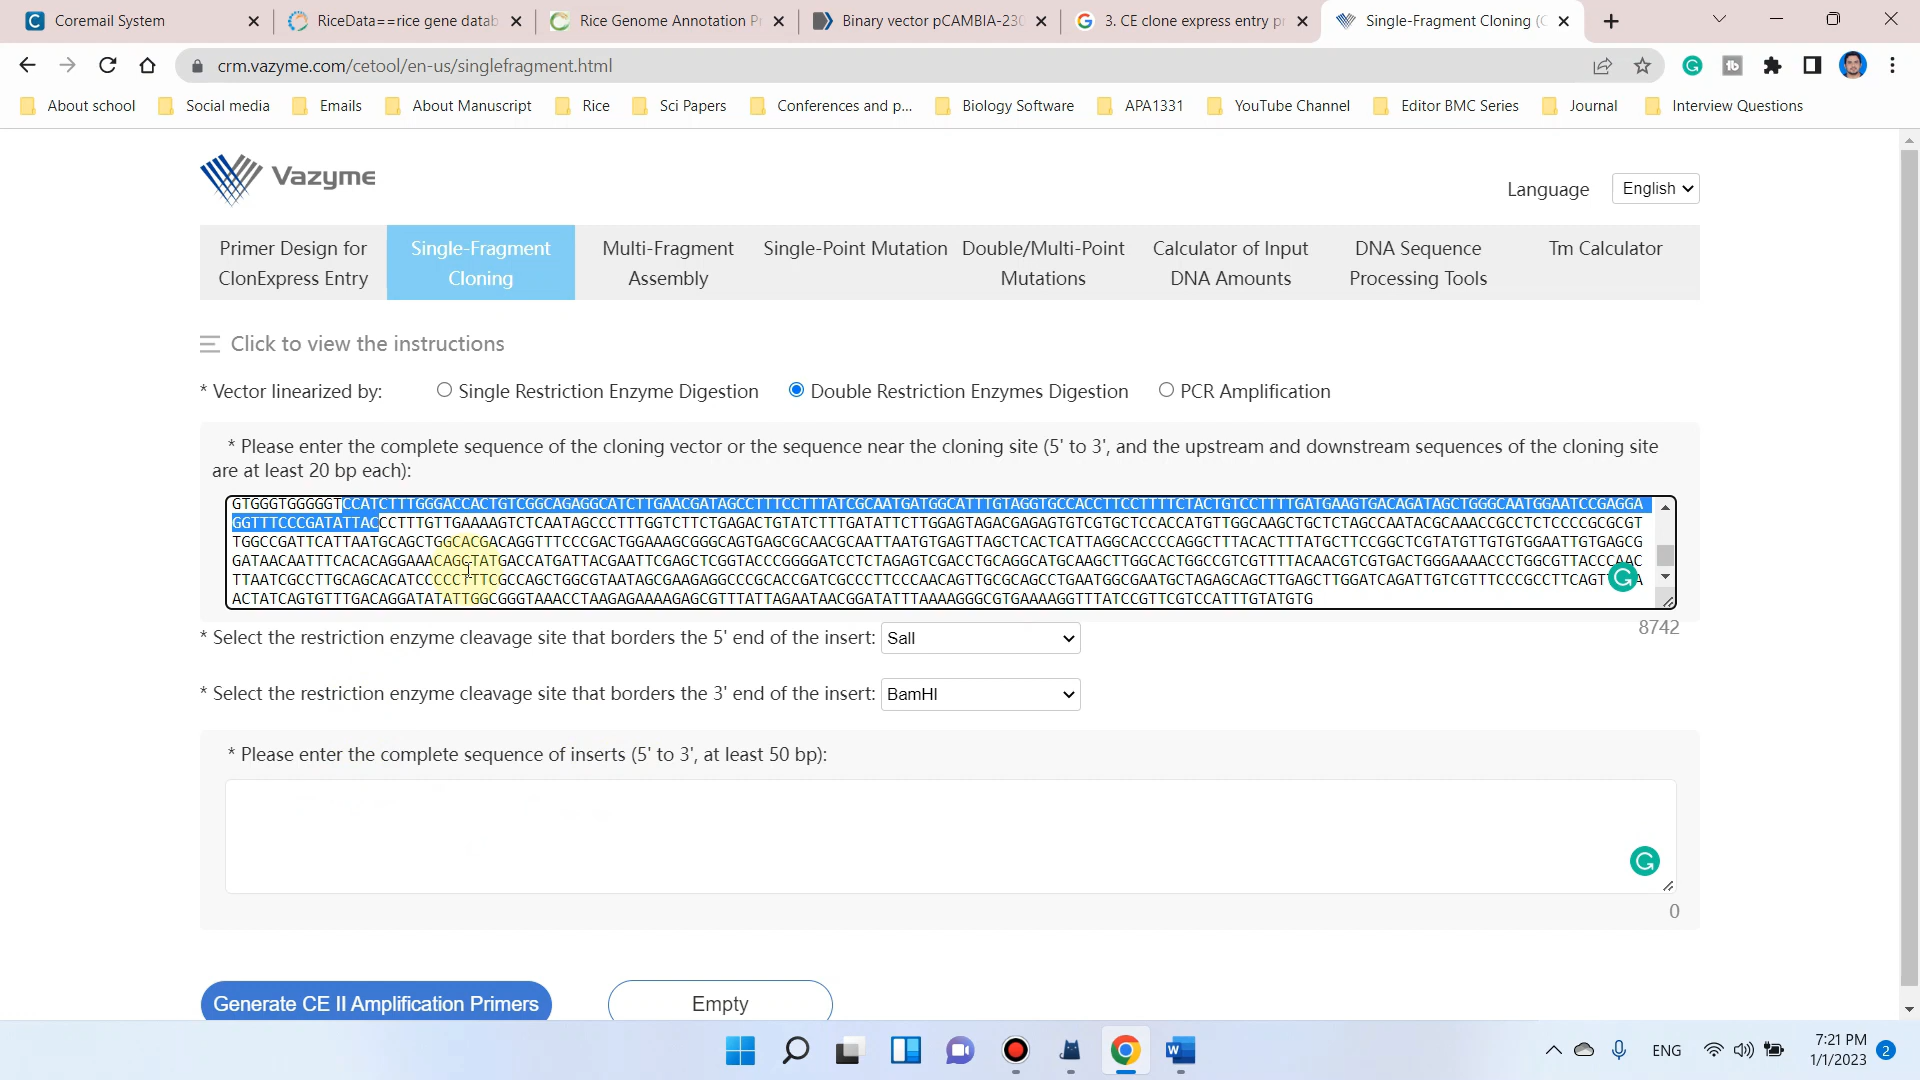 Coremail System
RiceData==rice gene datab
Rice Genome Annotation P
Binary vector pCAMBIA-230
3. CE clone express entry p
Single-Fragment Cloning (C
crm.vazyme.com/cetool/en-us/singlefragment.html
About school
Social media
Emails
About Manuscript
Rice
Sci Papers
Conferences and p...
Biology Software
APA1331
YouTube Channel
Editor BMC Series
Journal
Interview Questions
Vazyme
Language
English
Primer Design for ClonExpress Entry
Single-Fragment Cloning
Multi-Fragment Assembly
Single-Point Mutation
Double/Multi-Point Mutations
Calculator of Input DNA Amounts
DNA Sequence Processing Tools
Tm Calculator
Click to view the instructions
* Vector linearized by:
Single Restriction Enzyme Digestion
Double Restriction Enzymes Digestion
PCR Amplification
* Please enter the complete sequence of the cloning vector or the sequence near the cloning site (5' to 3', and the upstream and downstream sequences of the cloning site
are at least 20 bp each):
GTGGGTGGGGGTCCATCTTTGGGACCACTGTCGGCAGAGGCATCTTGAACGATAGCCTTTCCTTTATCGCAATGATGGCATTTGTAGGTGCCACCTTCCTTTTCTACTGTCCTTTTGATGAAGTGACAGATAGCTGGGCAATGGAATCCGAGGA
GGTTTCCCGATATTACCCTTTGTTGAAAAGTCTCAATAGCCCTTTGGTCTTCTGAGACTGTATCTTTGATATTCTTGGAGTAGACGAGAGTGTCGTGCTCCACCATGTTGGCAAGCTGCTCTAGCCAATACGCAAACCGCCTCTCCCCGCGCGT
TGGCCGATTCATTAATGCAGCTGGCACGACAGGTTTCCCGACTGGAAAGCGGGCAGTGAGCGCAACGCAATTAATGTGAGTTAGCTCACTCATTAGGCACCCCAGGCTTTACACTTTATGCTTCCGGCTCGTATGTTGTGTGGAATTGTGAGCG
GATAACAATTTCACACAGGAAACAGCTATGACCATGATTACGAATTCGAGCTCGGTACCCGGGGATCCTCTAGAGTCGACCTGCAGGCATGCAAGCTTGGCACTGGCCGTCGTTTTACAACGTCGTGACTGGGAAAACCCTGGCGTTACCCAAC
TTAATCGCCTTGCAGCACATCCCCCTTTCGCCAGCTGGCGTAATAGCGAAGAGGCCCGCACCGATCGCCCTTCCCAACAGTTGCGCAGCCTGAATGGCGAATGCTAGAGCAGCTTGAGCTTGGATCAGATTGTCGTTTCCCGCCTTCAGT
ACTATCAGTGTTTGACAGGATATATTGGCGGGTAAACCTAAGAGAAAAGAGCGTTTATTAGAATAACGGATATTTAAAAGGGCGTGAAAAGGTTTATCCGTTCGTCCATTTGTATGTG
8742
* Select the restriction enzyme cleavage site that borders the 5' end of the insert:
SalI
* Select the restriction enzyme cleavage site that borders the 3' end of the insert:
BamHI
* Please enter the complete sequence of inserts (5' to 3', at least 50 bp):
0
Generate CE II Amplification Primers
Empty
ENG
7:21 PM
1/1/2023
2